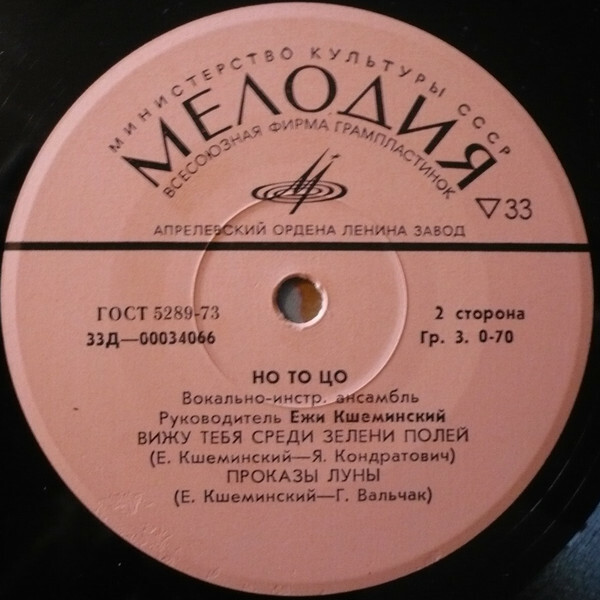 МИНИСТЕРСТВО КУЛЬТУРЫ СССР
МЕЛОДИЯ
ВСЕСОЮЗНАЯ ФИРМА ГРАМПЛАСТИНОК
▽33
АПРЕЛЕВСКИЙ ОРДЕНА ЛЕНИНА ЗАВОД
ГОСТ 5289-73
2 сторона
33Д—00034066
Гр. 3. 0-70
НО ТО ЦО
Вокально-инстр. ансамбль
Руководитель Ежи Кшеминский
ВИЖУ ТЕБЯ СРЕДИ ЗЕЛЕНИ ПОЛЕЙ
(Е. Кшеминский—Я. Кондратович)
ПРОКАЗЫ ЛУНЫ
(Е. Кшеминский—Г. Вальчак)